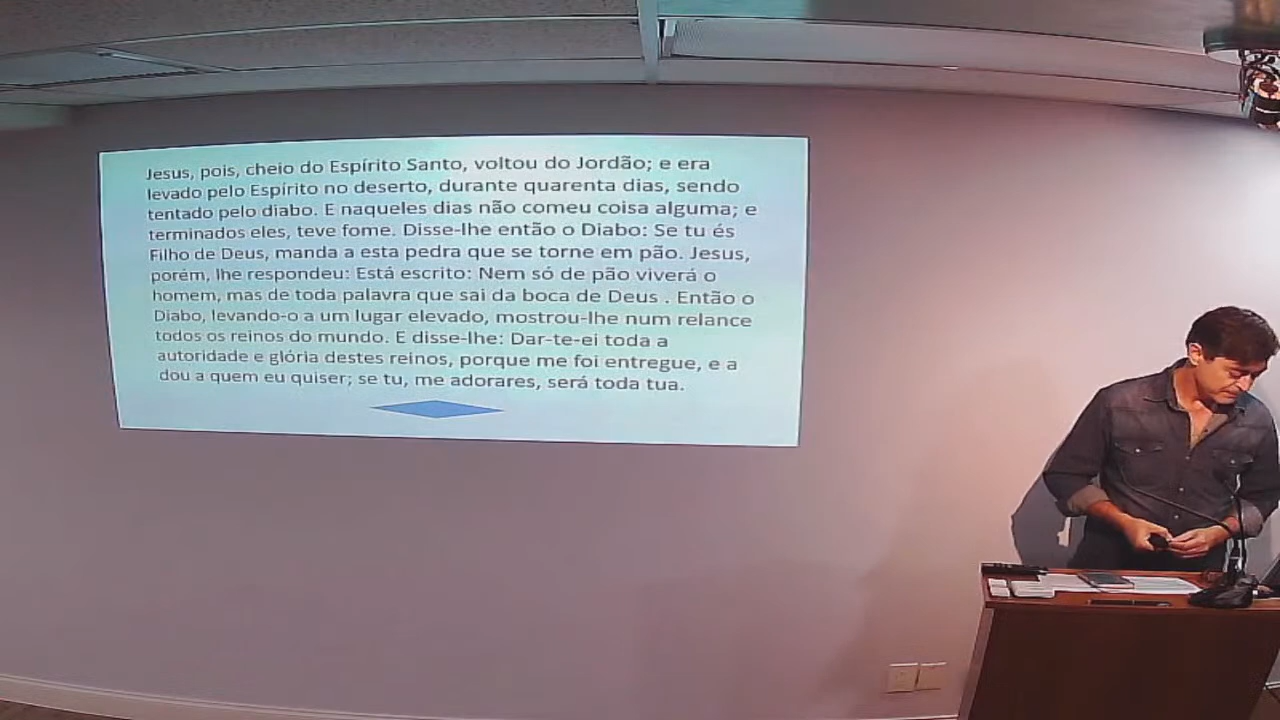 Jesus, pois, cheio do Espírito Santo, voltou do Jordão; e era
levado pelo Espírito no deserto, durante quarenta dias, sendo
tentado pelo diabo. E naqueles dias não comeu coisa alguma; e
terminados eles, teve fome. Disse-lhe então o Diabo: Se tu és
Filho de Deus, manda a esta pedra que se torne em pão. Jesus,
porém, lhe respondeu: Está escrito: Nem só de pão viverá o
homem, mas de toda palavra que sai da boca de Deus . Então o
Diabo, levando-o a um lugar elevado, mostrou-lhe num relance
todos os reinos do mundo. E disse-lhe: Dar-te-ei toda a
autoridade e glória destes reinos, porque me foi entregue, e a
dou a quem eu quiser; se tu, me adorares, será toda tua.